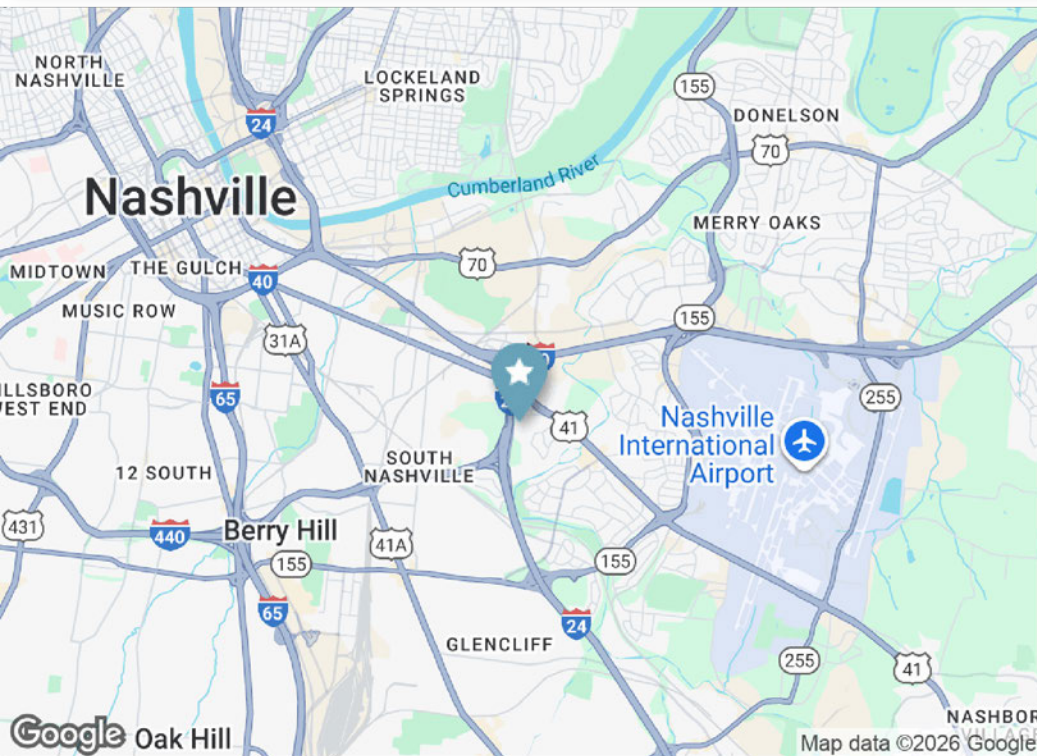 NORTH
NASHVILLE
LOCKELAND
SPRINGS
155
DONELSON
24
70
Cumberland River
Nashville
MERRY OAKS
MIDTOWN
THE GULCH
40
70
MUSIC ROW
31A
155
65
255
41
Nashville
International
Airport
SOUTH
NASHVILLE
12 SOUTH
431
440
Berry Hill
41A
155
155
65
24
GLENCLIFF
255
41
Google
Oak Hill
Map data ©2026 Google